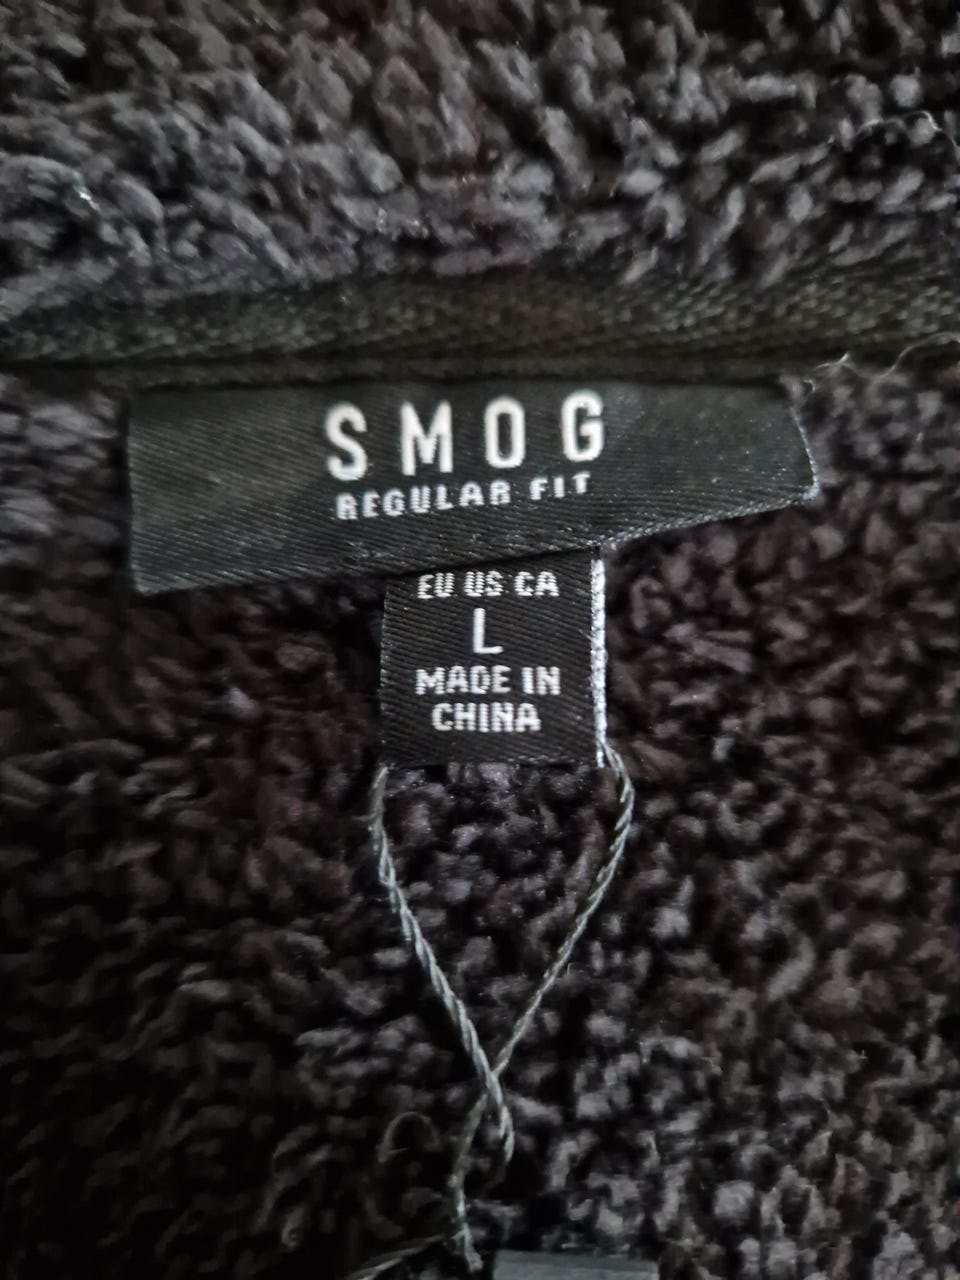 SMOG
REGULAR FIT
EU US CA
L
MADE IN
CHINA